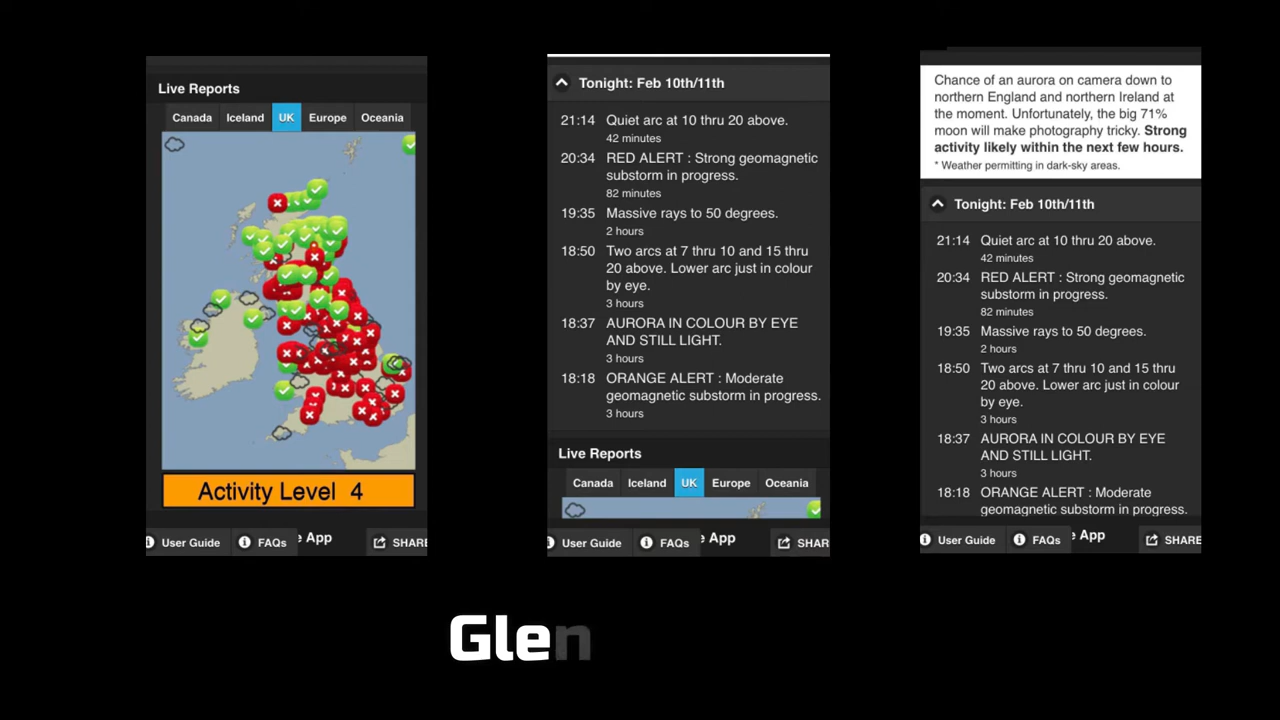 Live Reports
Canada Iceland UK Europe Oceania
Activity Level 4
User Guide FAQs e App SHARE
Tonight: Feb 10th/11th
21:14 Quiet arc at 10 thru 20 above.
42 minutes
20:34 RED ALERT : Strong geomagnetic
substorm in progress.
82 minutes
19:35 Massive rays to 50 degrees.
2 hours
18:50 Two arcs at 7 thru 10 and 15 thru
20 above. Lower arc just in colour
by eye.
3 hours
18:37 AURORA IN COLOUR BY EYE
AND STILL LIGHT.
3 hours
18:18 ORANGE ALERT : Moderate
geomagnetic substorm in progress.
3 hours
Live Reports
Canada Iceland UK Europe Oceania
User Guide FAQs e App SHAR
Chance of an aurora on camera down to
northern England and northern Ireland at
the moment. Unfortunately, the big 71%
moon will make photography tricky. Strong
activity likely within the next few hours.
* Weather permitting in dark-sky areas.
Tonight: Feb 10th/11th
21:14 Quiet arc at 10 thru 20 above.
42 minutes
20:34 RED ALERT : Strong geomagnetic
substorm in progress.
82 minutes
19:35 Massive rays to 50 degrees.
2 hours
18:50 Two arcs at 7 thru 10 and 15 thru
20 above. Lower arc just in colour
by eye.
3 hours
18:37 AURORA IN COLOUR BY EYE
AND STILL LIGHT.
3 hours
18:18 ORANGE ALERT : Moderate
geomagnetic substorm in progress.
User Guide FAQs e App SHARE
Glen